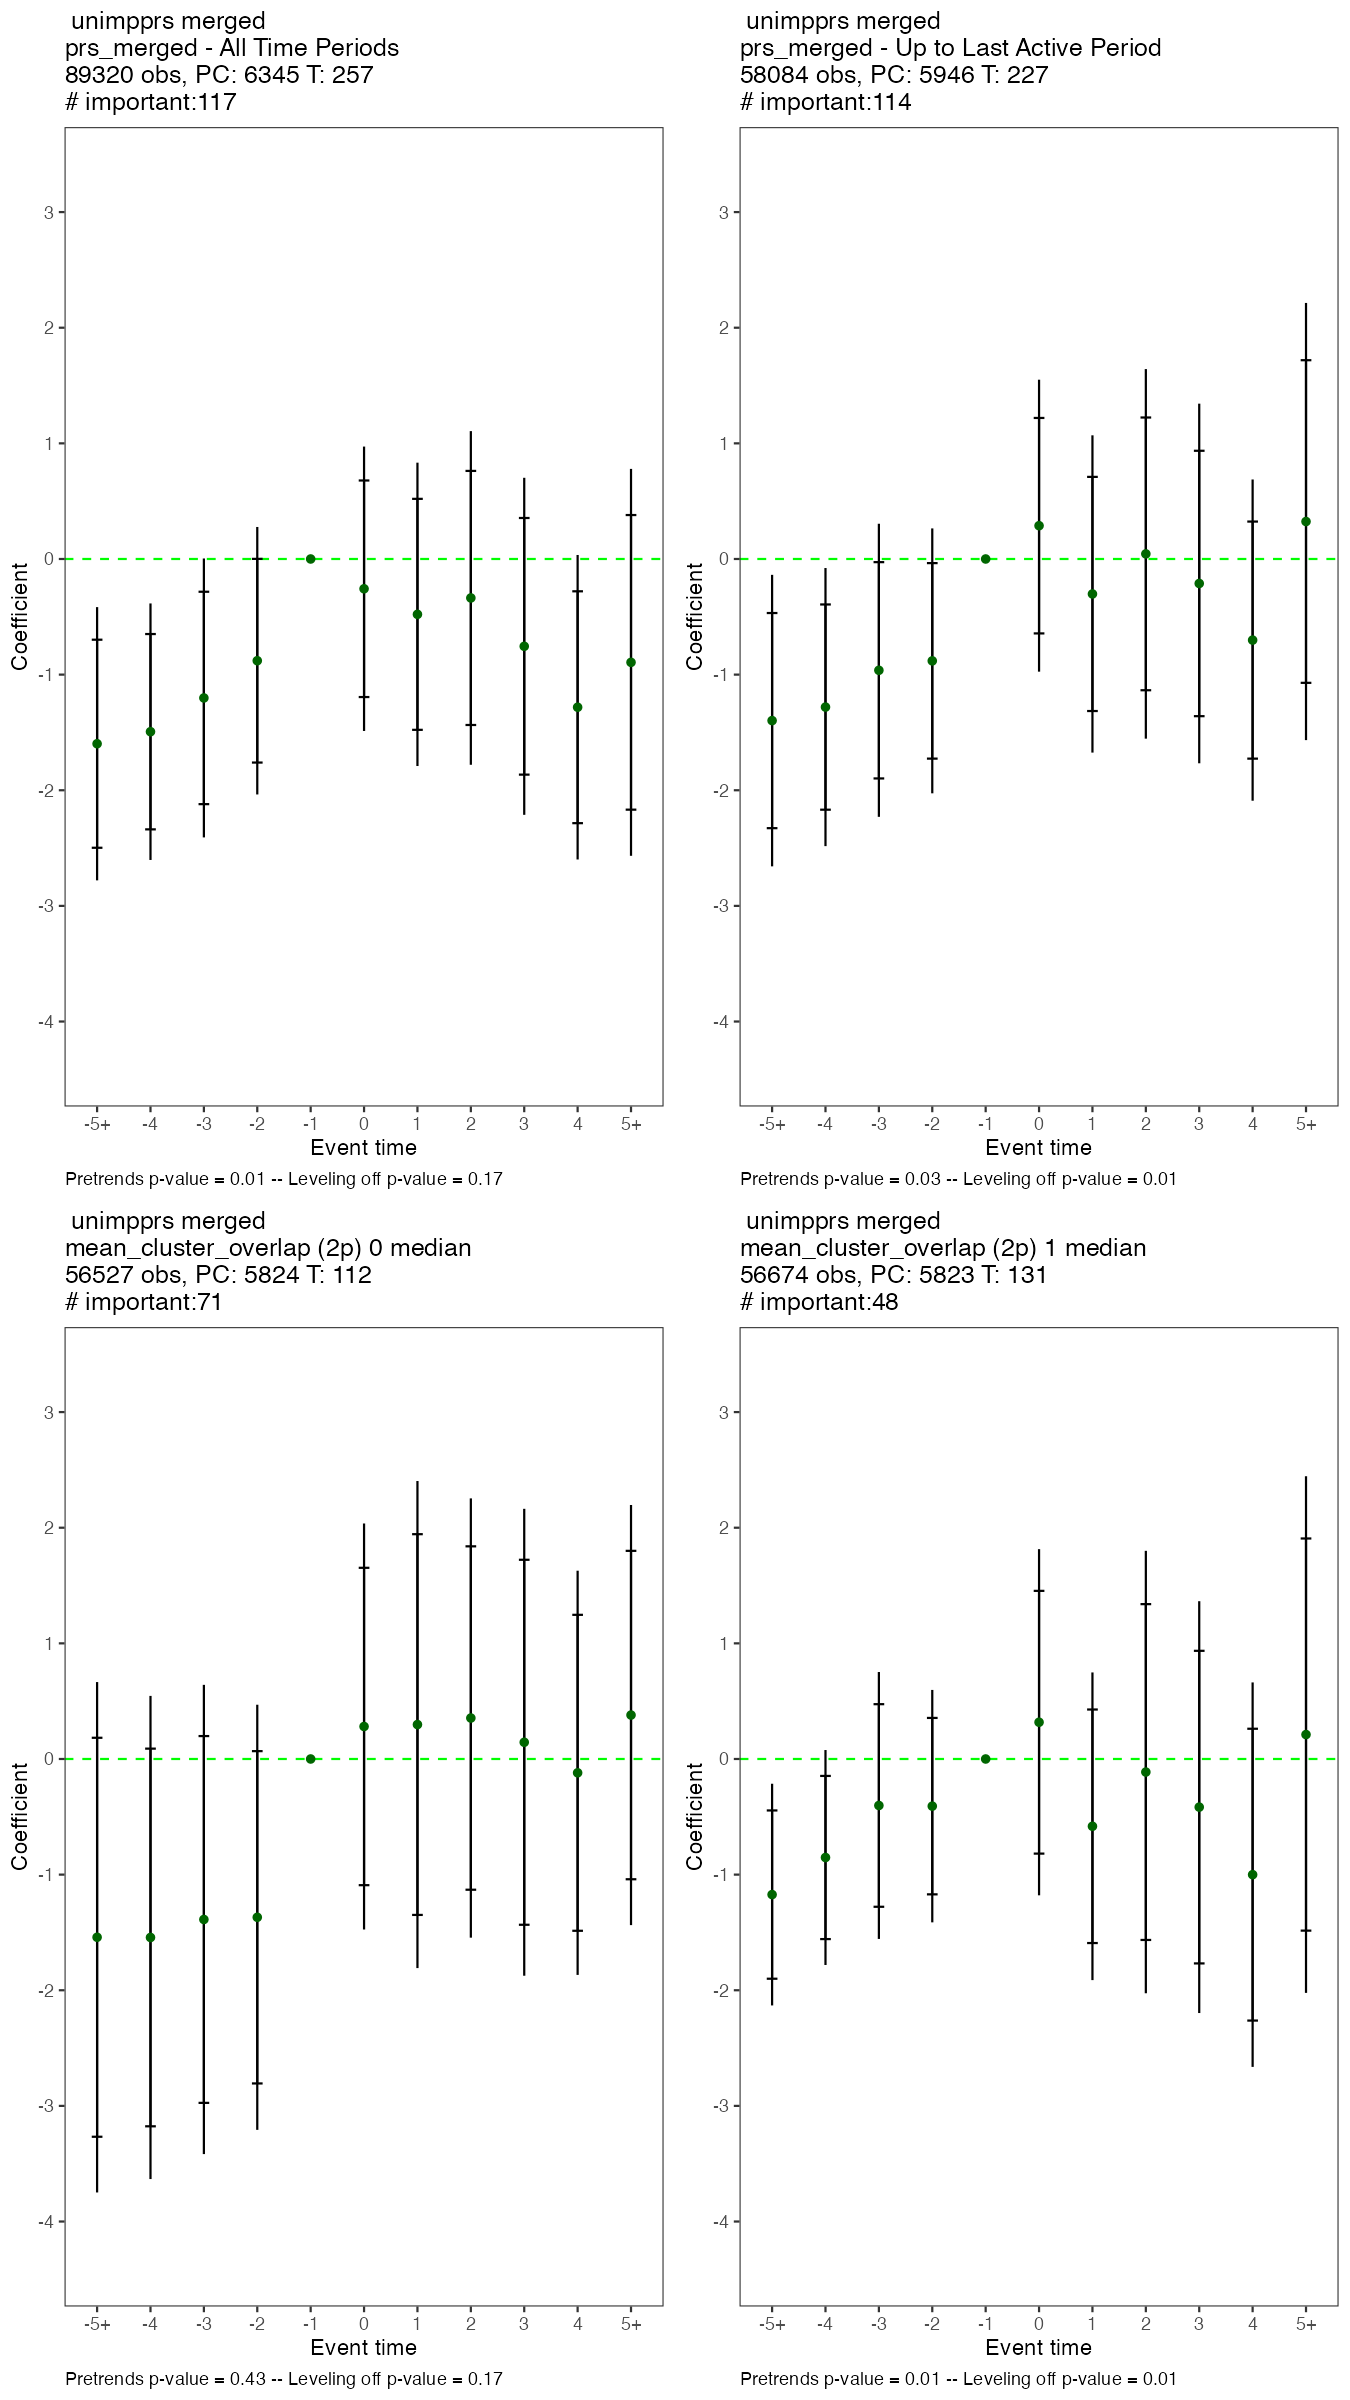 unimpprs merged
prs_merged - All Time Periods
89320 obs, PC: 6345 T: 257
# important:117
3
2
1
0
-1
-2
-3
-4
Coefficient
-5+ -4 -3 -2 -1 0 1 2 3 4 5+
Event time
Pretrends p-value = 0.01 -- Leveling off p-value = 0.17
unimpprs merged
prs_merged - Up to Last Active Period
58084 obs, PC: 5946 T: 227
# important:114
3
2
1
0
-1
-2
-3
-4
Coefficient
-5+ -4 -3 -2 -1 0 1 2 3 4 5+
Event time
Pretrends p-value = 0.03 -- Leveling off p-value = 0.01
unimpprs merged
mean_cluster_overlap (2p) 0 median
56527 obs, PC: 5824 T: 112
# important:71
3
2
1
0
-1
-2
-3
-4
Coefficient
-5+ -4 -3 -2 -1 0 1 2 3 4 5+
Event time
Pretrends p-value = 0.43 -- Leveling off p-value = 0.17
unimpprs merged
mean_cluster_overlap (2p) 1 median
56674 obs, PC: 5823 T: 131
# important:48
3
2
1
0
-1
-2
-3
-4
Coefficient
-5+ -4 -3 -2 -1 0 1 2 3 4 5+
Event time
Pretrends p-value = 0.01 -- Leveling off p-value = 0.01